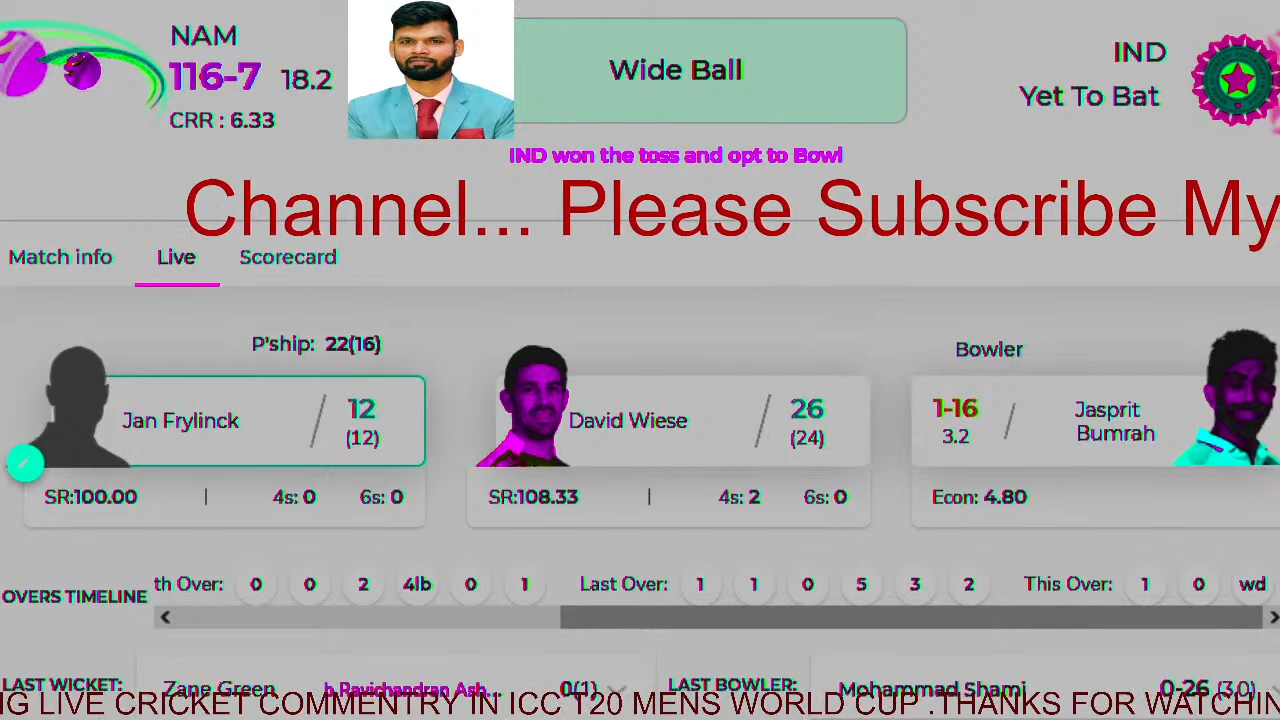 NAM
116-7 18.2
CRR : 6.33
Wide Ball
IND
Yet To Bat
IND won the toss and opt to Bowl
Channel... Please Subscribe My
Match info Live Scorecard
P'ship: 22(16)
Bowler
Jan Frylinck 12 (12)
David Wiese 26 (24)
1-16 3.2 Jasprit Bumrah
SR:100.00 | 4s: 0 6s: 0
SR:108.33 | 4s: 2 6s: 0
Econ: 4.80
OVERS TIMELINE th Over: 0 0 2 4lb 0 1 Last Over: 1 1 0 5 3 2 This Over: 1 0 wd
LAST WICKET: Zane Green b Ravichandran Ash... 0(1) LAST BOWLER: Mohammad Shami 0-26 (3.0)
G LIVE CRICKET COMMENTRY IN ICC T20 MENS WORLD CUP .THANKS FOR WATCHIN